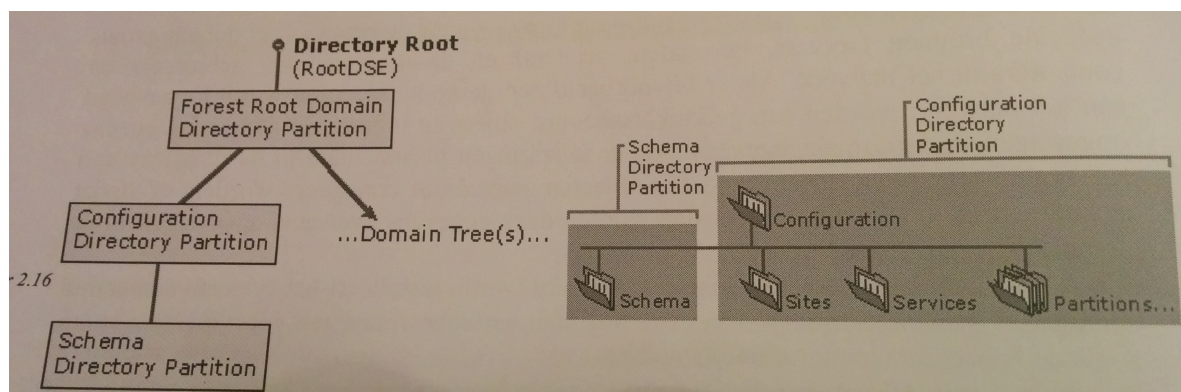 Directory Root
(RootDSE)
Forest Root Domain
Directory Partition
Configuration
Directory Partition
...Domain Tree(s)...
Schema
Directory Partition
2.16
Schema
Directory
Partition
Configuration
Directory
Partition
Configuration
Schema
Sites
Services
Partitions...